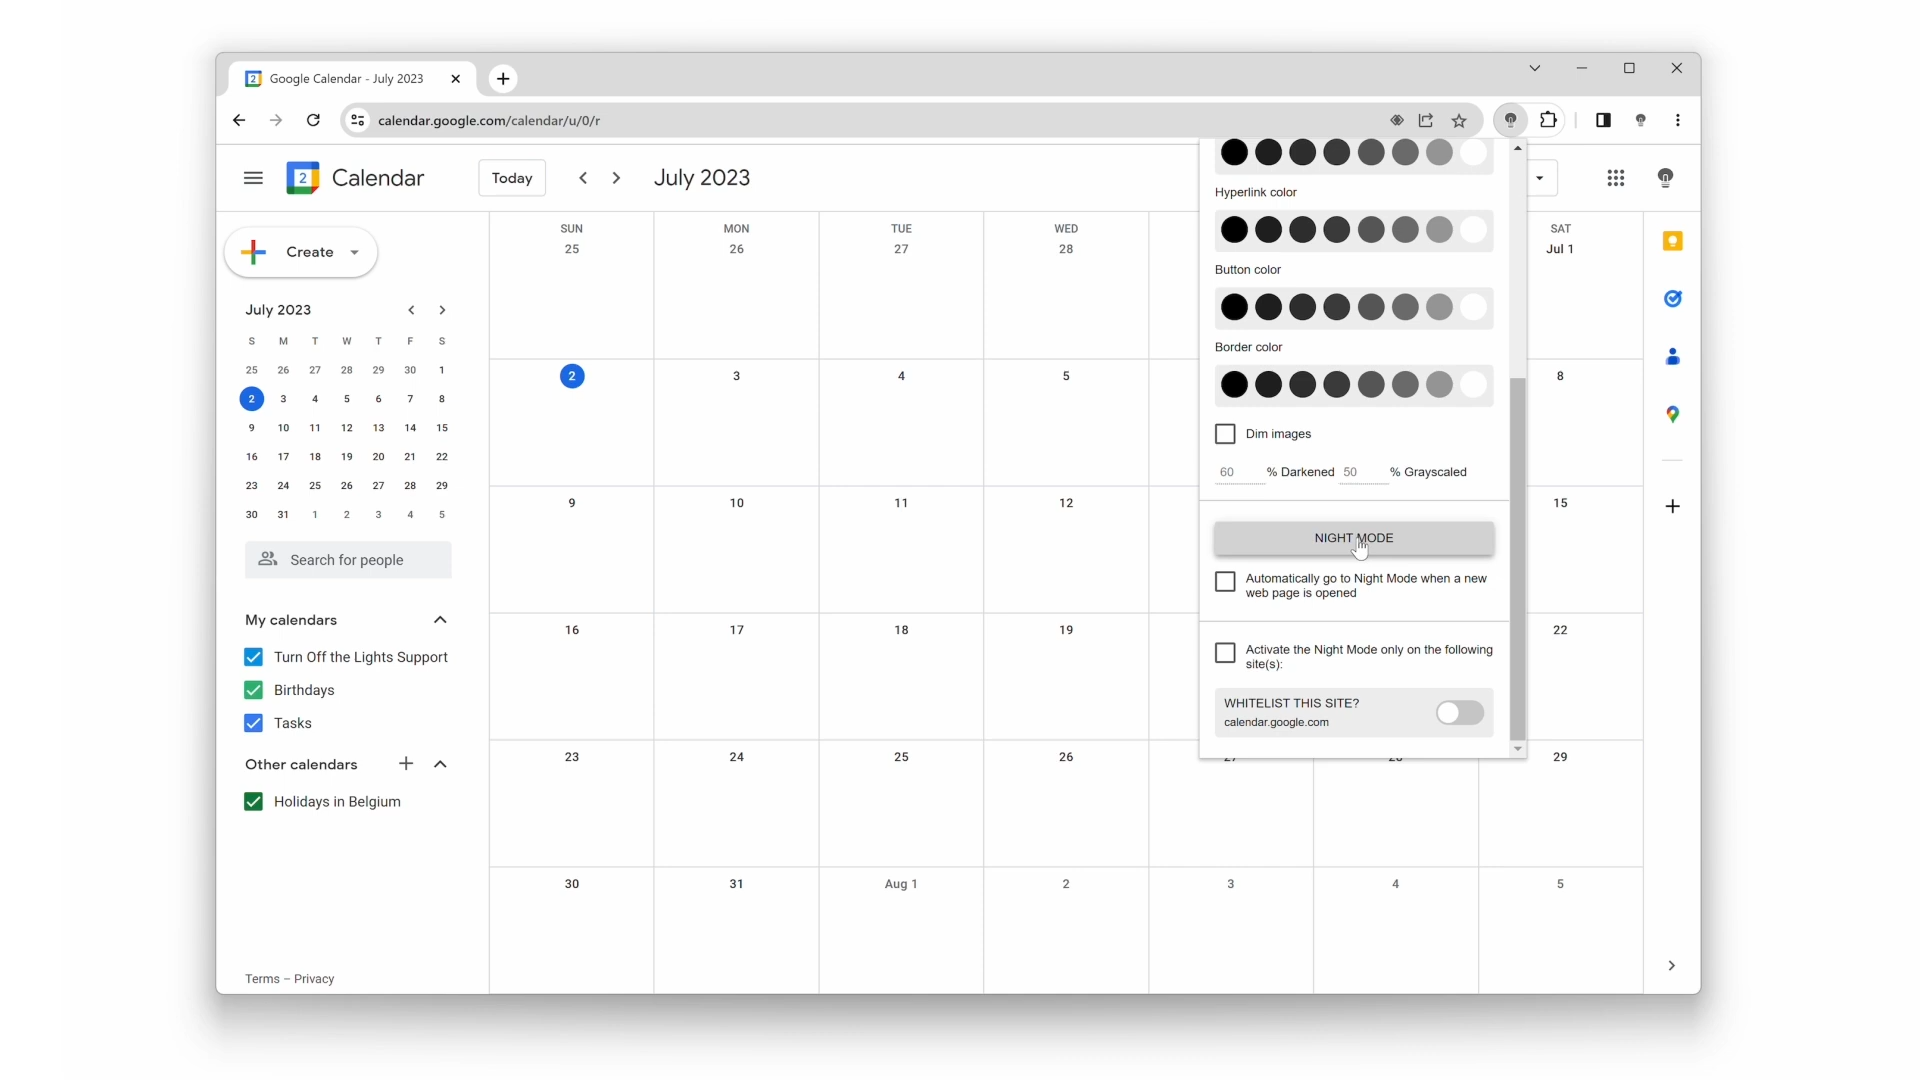 2 Google Calendar - July 2023
calendar.google.com/calendar/u/0/r
2 Calendar
Today
July 2023
Create
July 2023
S M T W T F S
25 26 27 28 29 30 1
2 3 4 5 6 7 8
9 10 11 12 13 14 15
16 17 18 19 20 21 22
23 24 25 26 27 28 29
30 31 1 2 3 4 5
Search for people
My calendars
Turn Off the Lights Support
Birthdays
Tasks
Other calendars
Holidays in Belgium
Terms – Privacy
SUN MON TUE WED SAT
25 26 27 28 Jul 1
2 3 4 5 8
9 10 11 12 15
16 17 18 19 22
23 24 25 26 27 28 29
30 31 Aug 1 2 3 4 5
Hyperlink color
Button color
Border color
Dim images
60 % Darkened 50 % Grayscaled
NIGHT MODE
Automatically go to Night Mode when a new
web page is opened
Activate the Night Mode only on the following
site(s):
WHITELIST THIS SITE?
calendar.google.com